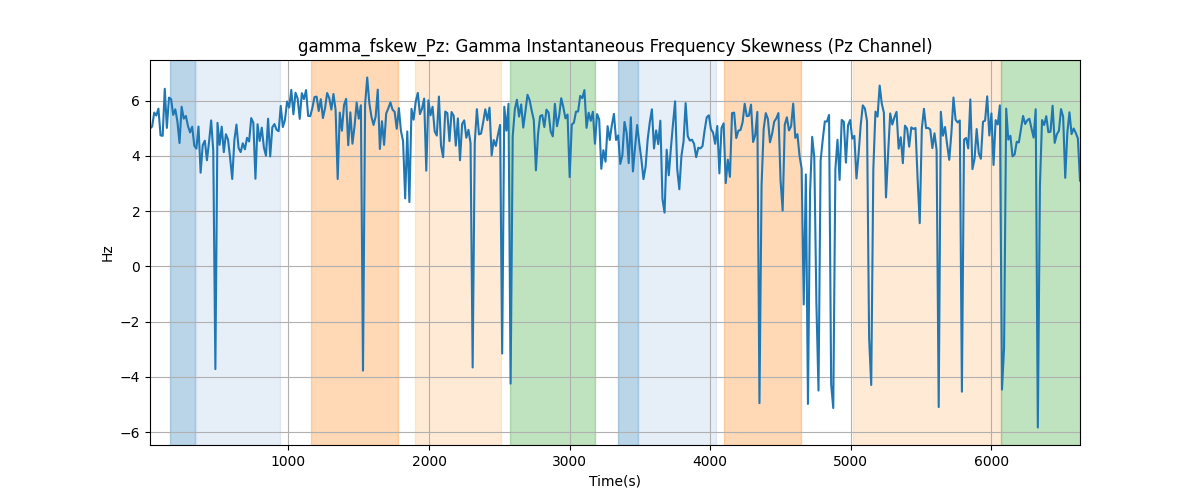 gamma_fskew_Pz: Gamma Instantaneous Frequency Skewness (Pz Channel)
6
4
2
0
−2
−4
−6
Hz
1000 2000 3000 4000 5000 6000
Time(s)